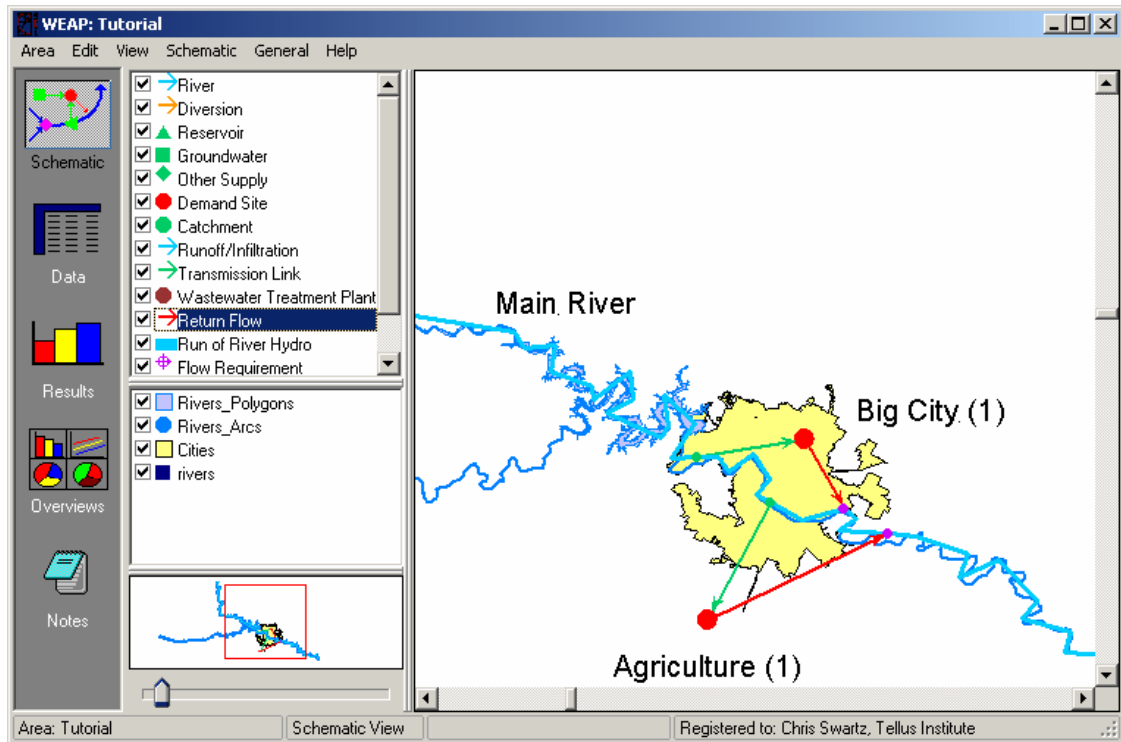 WEAP: Tutorial
Area Edit View Schematic General Help
Schematic
Data
Results
Overviews
Notes
River
Diversion
Reservoir
Groundwater
Other Supply
Demand Site
Catchment
Runoff/Infiltration
Transmission Link
Wastewater Treatment Plant
Return Flow
Run of River Hydro
Flow Requirement
Rivers_Polygons
Rivers_Arcs
Cities
rivers
Main River
Big City (1)
Agriculture (1)
Area: Tutorial
Schematic View
Registered to: Chris Swartz, Tellus Institute